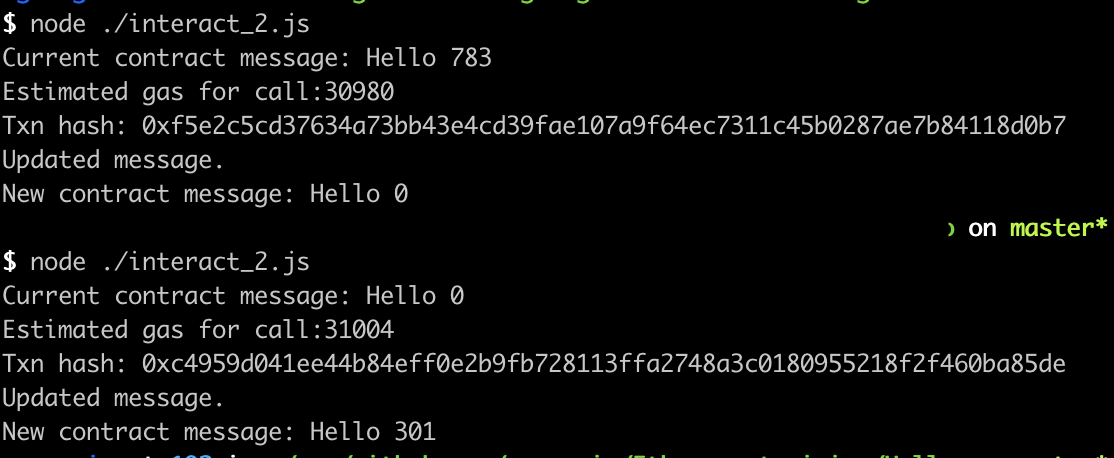 $ node ./interact_2.js
Current contract message: Hello 783
Estimated gas for call:30980
Txn hash: 0xf5e2c5cd37634a73bb43e4cd39fae107a9f64ec7311c45b0287ae7b84118d0b7
Updated message.
New contract message: Hello 0
on master*
$ node ./interact_2.js
Current contract message: Hello 0
Estimated gas for call:31004
Txn hash: 0xc4959d041ee44b84eff0e2b9fb728113ffa2748a3c0180955218f2f460ba85de
Updated message.
New contract message: Hello 301